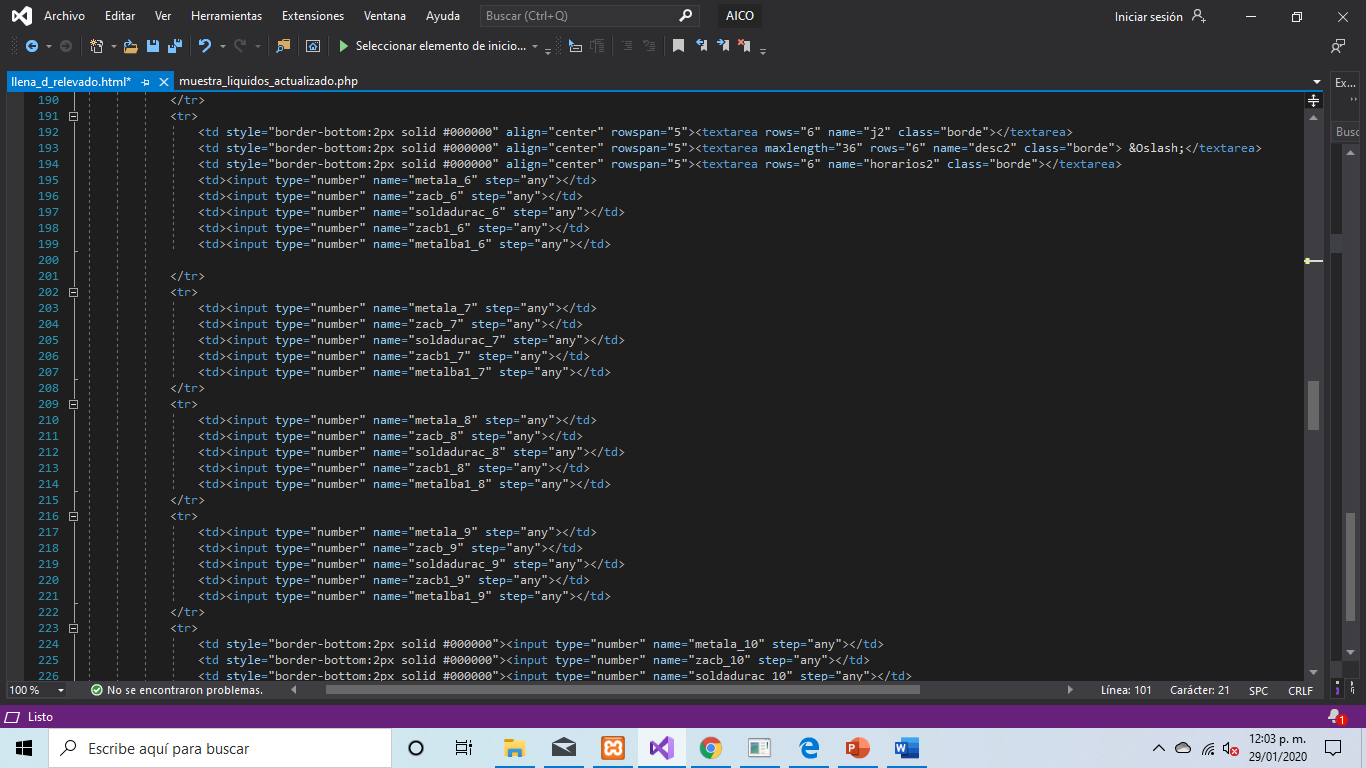 Archivo Editar Ver Herramientas Extensiones Ventana Ayuda Buscar (Ctrl+Q) AICO Iniciar sesión
Seleccionar elemento de inicio...
llena_d_relevado.html* muestra_liquidos_actualizado.php Ex...
Busc
190 </tr>
191 <tr>
192 <td style="border-bottom:2px solid #000000" align="center" rowspan="5"><textarea rows="6" name="j2" class="borde"></textarea>
193 <td style="border-bottom:2px solid #000000" align="center" rowspan="5"><textarea maxlength="36" rows="6" name="desc2" class="borde"> &Oslash;</textarea>
194 <td style="border-bottom:2px solid #000000" align="center" rowspan="5"><textarea rows="6" name="horarios2" class="borde"></textarea>
195 <td><input type="number" name="metala_6" step="any"></td>
196 <td><input type="number" name="zacb_6" step="any"></td>
197 <td><input type="number" name="soldadurac_6" step="any"></td>
198 <td><input type="number" name="zacb1_6" step="any"></td>
199 <td><input type="number" name="metalba1_6" step="any"></td>
200
201 </tr>
202 <tr>
203 <td><input type="number" name="metala_7" step="any"></td>
204 <td><input type="number" name="zacb_7" step="any"></td>
205 <td><input type="number" name="soldadurac_7" step="any"></td>
206 <td><input type="number" name="zacb1_7" step="any"></td>
207 <td><input type="number" name="metalba1_7" step="any"></td>
208 </tr>
209 <tr>
210 <td><input type="number" name="metala_8" step="any"></td>
211 <td><input type="number" name="zacb_8" step="any"></td>
212 <td><input type="number" name="soldadurac_8" step="any"></td>
213 <td><input type="number" name="zacb1_8" step="any"></td>
214 <td><input type="number" name="metalba1_8" step="any"></td>
215 </tr>
216 <tr>
217 <td><input type="number" name="metala_9" step="any"></td>
218 <td><input type="number" name="zacb_9" step="any"></td>
219 <td><input type="number" name="soldadurac_9" step="any"></td>
220 <td><input type="number" name="zacb1_9" step="any"></td>
221 <td><input type="number" name="metalba1_9" step="any"></td>
222 </tr>
223 <tr>
224 <td style="border-bottom:2px solid #000000"><input type="number" name="metala_10" step="any"></td>
225 <td style="border-bottom:2px solid #000000"><input type="number" name="zacb_10" step="any"></td>
226 <td style="border-bottom:2px solid #000000"><input type="number" name="soldadurac_10" step="any"></td>
100 % No se encontraron problemas. Línea: 101 Carácter: 21 SPC CRLF
Listo 1
Escribe aquí para buscar 12:03 p. m.
29/01/2020